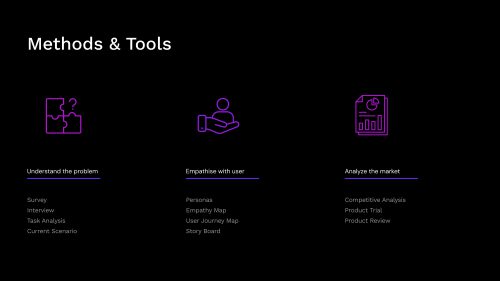 Methods & Tools
?
Understand the problem
Survey
Interview
Task Analysis
Current Scenario
Empathise with user
Personas
Empathy Map
User Journey Map
Story Board
Analyze the market
Competitive Analysis
Product Trial
Product Review